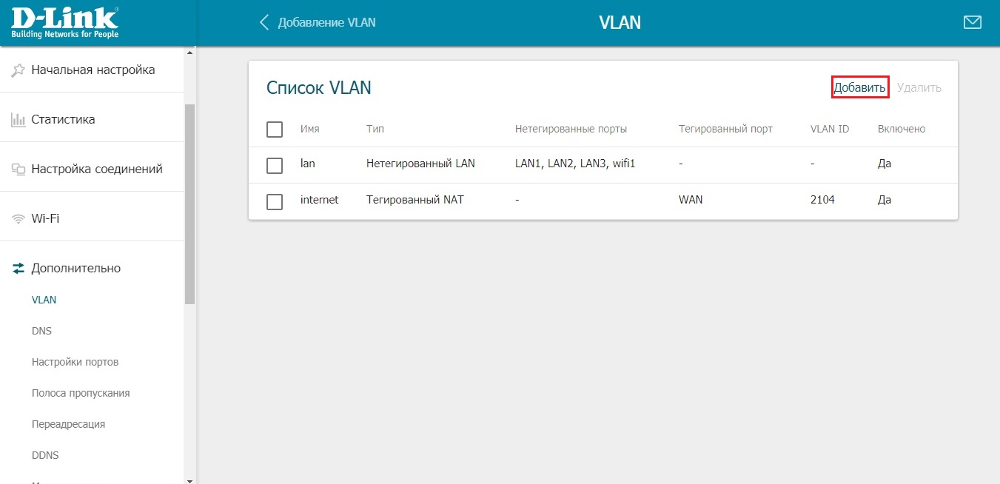 D-Link®
Building Networks for People
Добавление VLAN
VLAN
Начальная настройка
Статистика
Настройка соединений
Wi-Fi
Дополнительно
VLAN
DNS
Настройки портов
Полоса пропускания
Переадресация
DDNS
Список VLAN
Добавить Удалить
Имя Тип Нетегированные порты Тегированный порт VLAN ID Включено
lan Нетегированный LAN LAN1, LAN2, LAN3, wifi1 - - Да
internet Тегированный NAT - WAN 2104 Да